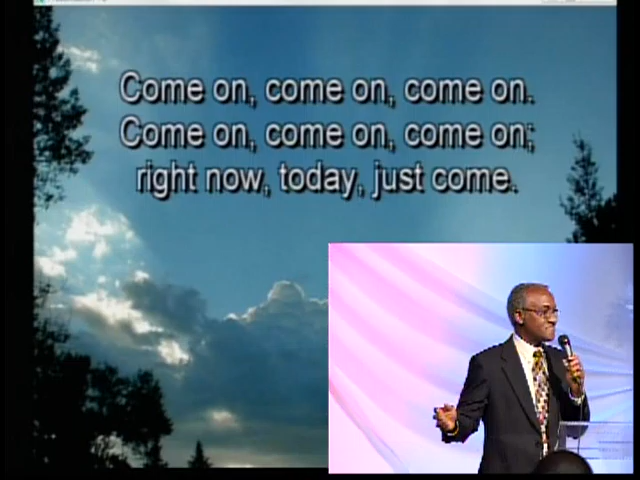 Come on, come on, come on.
Come on, come on, come on;
right now, today, just come.